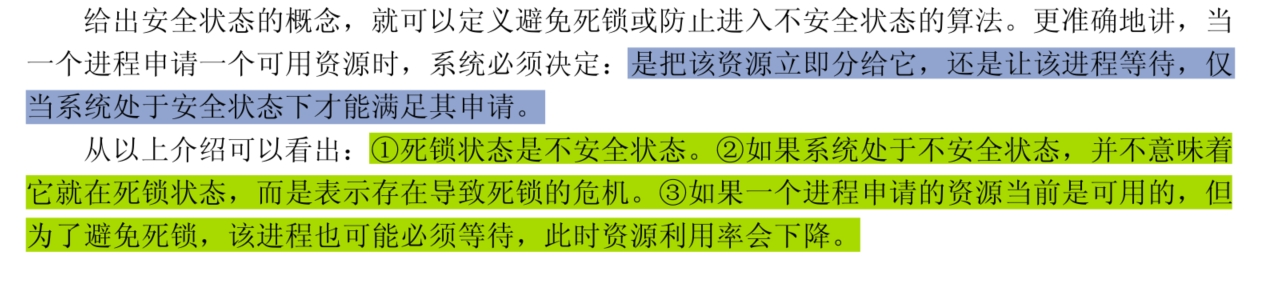 给出安全状态的概念，就可以定义避免死锁或防止进入不安全状态的算法。更准确地讲，当
一个进程申请一个可用资源时，系统必须决定：是把该资源立即分给它，还是让该进程等待，仅
当系统处于安全状态下才能满足其申请。
从以上介绍可以看出：①死锁状态是不安全状态。②如果系统处于不安全状态，并不意味着
它就在死锁状态，而是表示存在导致死锁的危机。③如果一个进程申请的资源当前是可用的，但
为了避免死锁，该进程也可能必须等待，此时资源利用率会下降。